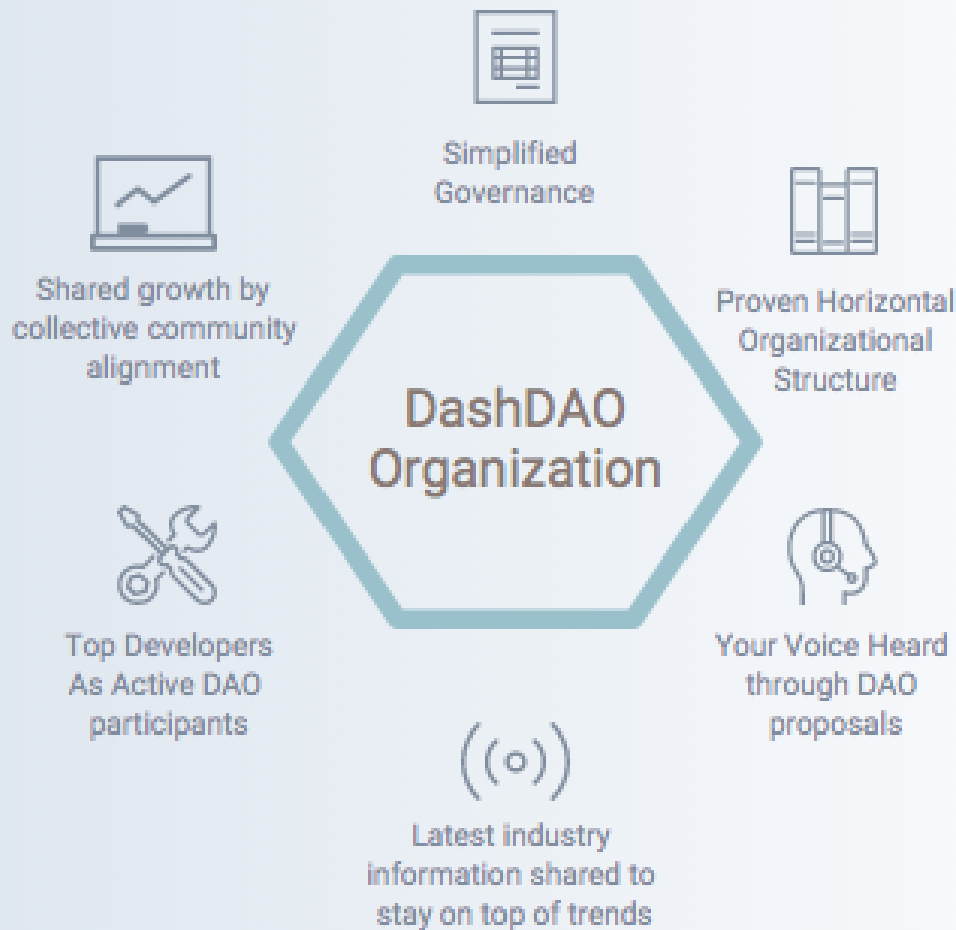 Simplified
Governance
Shared growth by
collective community
alignment
Proven Horizontal
Organizational
Structure
DashDAO
Organization
Top Developers
As Active DAO
participants
Your Voice Heard
through DAO
proposals
Latest industry
information shared to
stay on top of trends